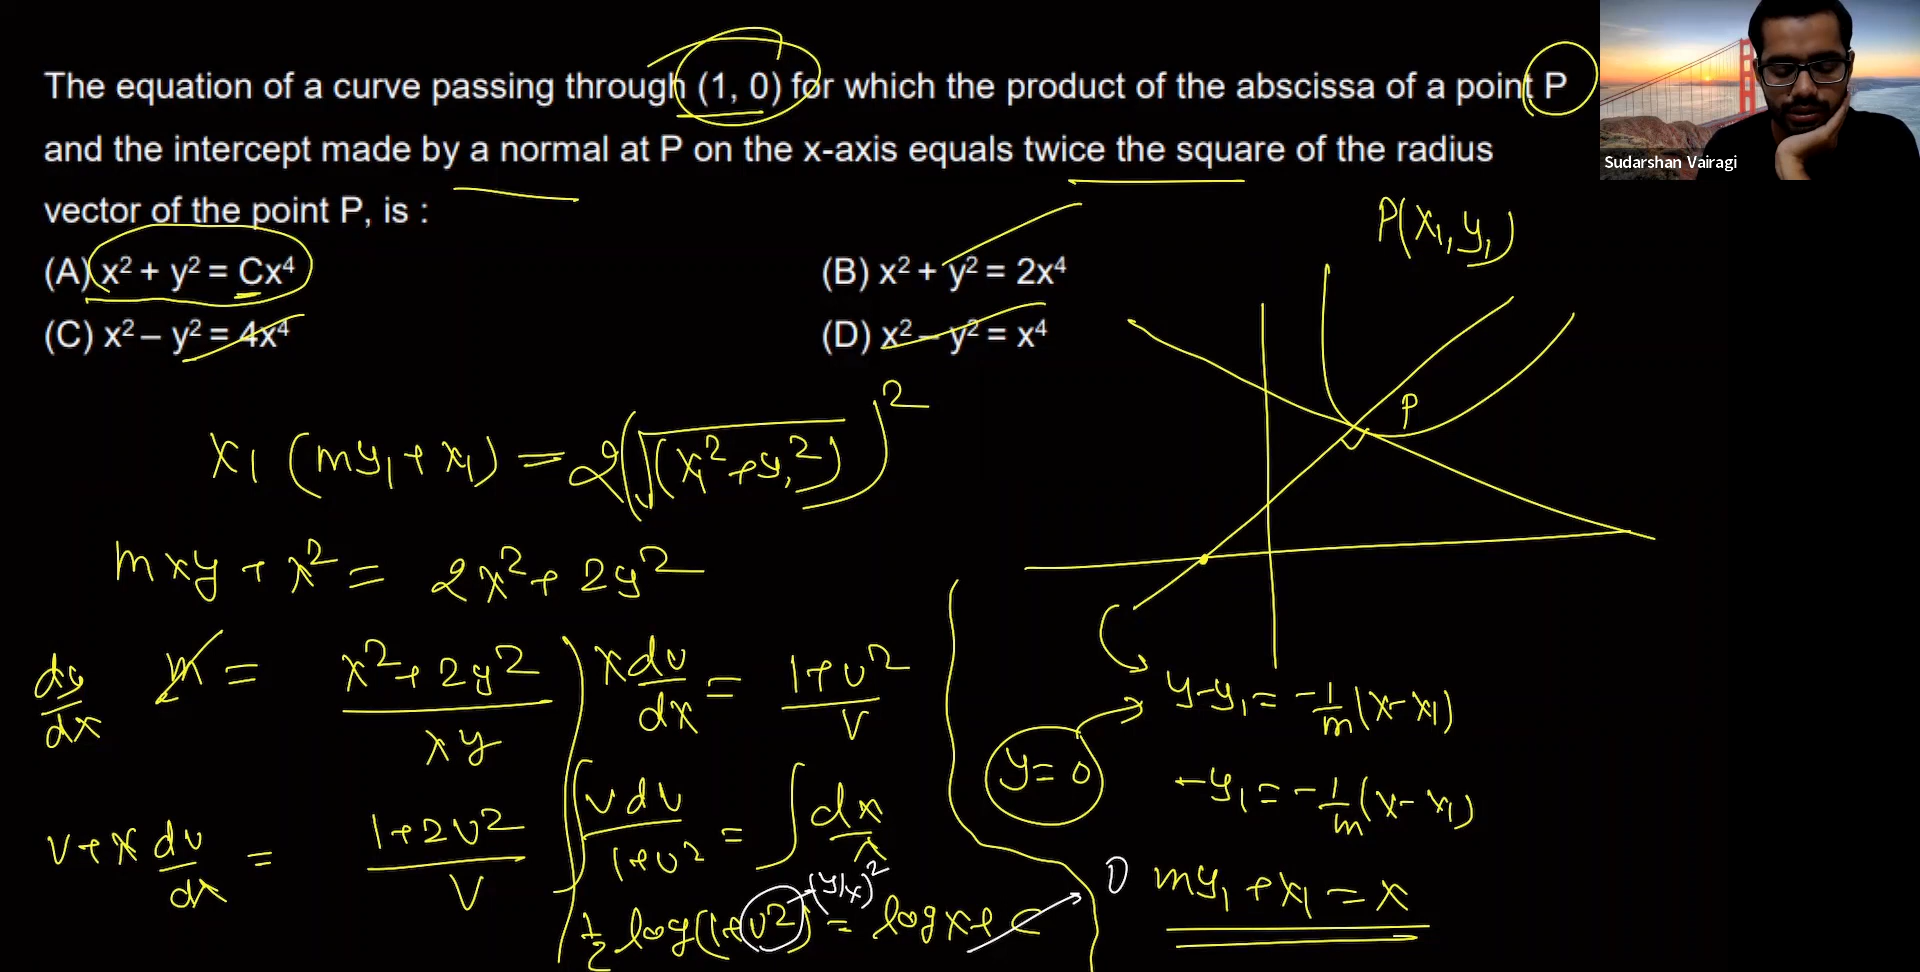 The equation of a curve passing through (1, 0) for which the product of the abscissa of a point P
and the intercept made by a normal at P on the x-axis equals twice the square of the radius
vector of the point P, is :
(A) x² + y² = Cx⁴
(B) x² + y² = 2x⁴
(C) x² – y² = 4x⁴
(D) x² – y² = x⁴
Sudarshan Vairagi
P(x₁, y₁)
P
x₁ (my₁ + x₁) = 2(√(x₁² + y₁²))²
mxy + x² = 2x² + 2y²
dy/dx m = (x² + 2y²)/xy
v + x dv/dx = (1 + 2v²)/v
x dv/dx = (1 + v²)/v
∫ v dv/(1 + v²) = ∫ dx/x
(y/x)²
½ log(1 + v²) = log x + c
0
y – y₁ = –1/m (x – x₁)
y = 0
–y₁ = –1/m (x – x₁)
my₁ + x₁ = x